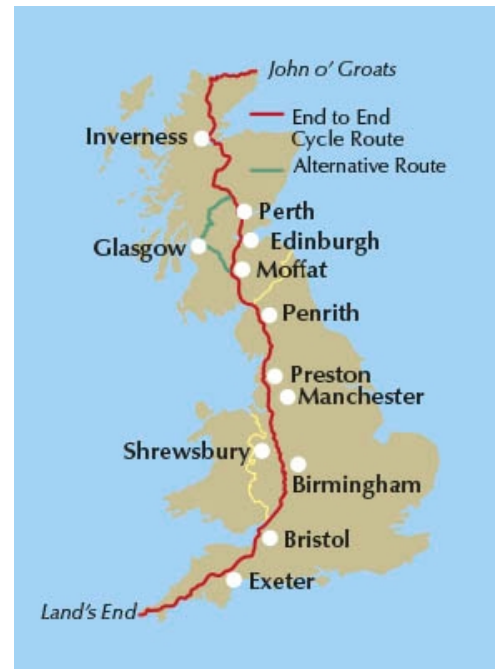 John o' Groats
End to End
Cycle Route
Alternative Route
Inverness
Perth
Edinburgh
Glasgow
Moffat
Penrith
Preston
Manchester
Shrewsbury
Birmingham
Bristol
Exeter
Land's End